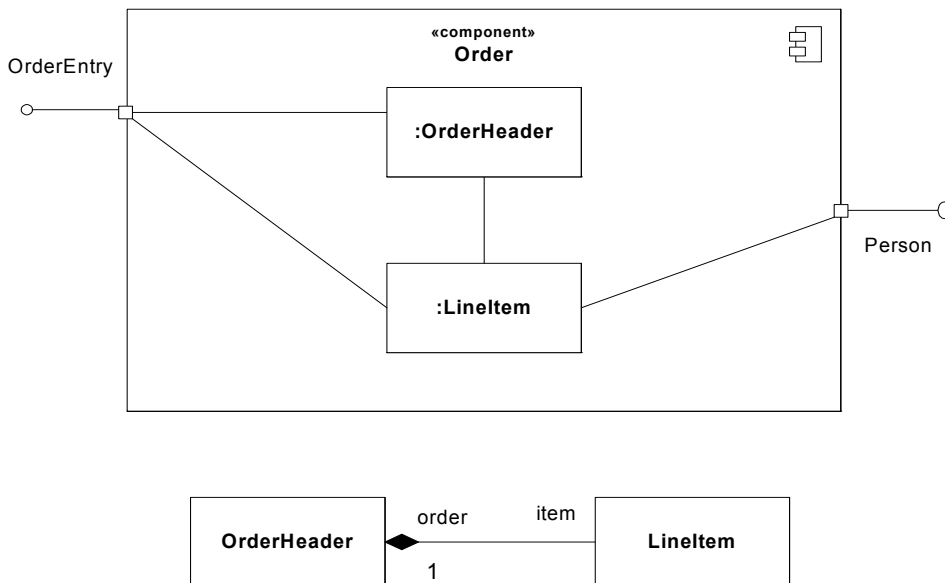 «component»
Order
OrderEntry
:OrderHeader
Person
:LineItem
order
item
OrderHeader
LineItem
1